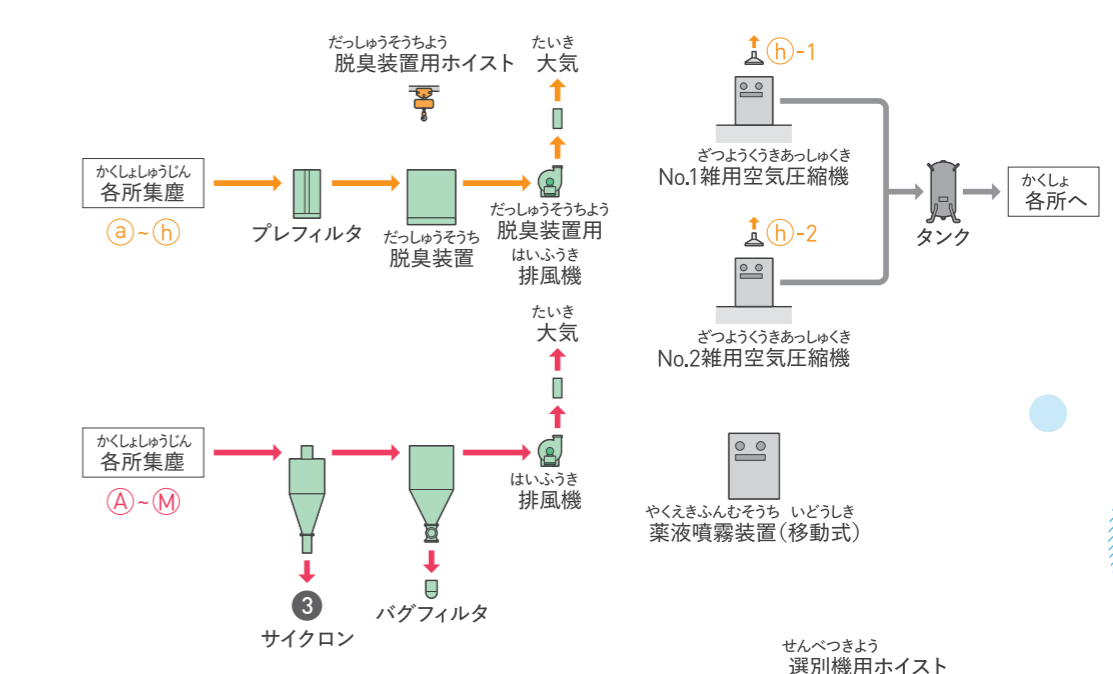 だっしゅうそうちよう
脱臭装置用ホイスト
たいき
大気
かくしょしゅうじん
各所集塵
ⓐ~ⓗ
プレフィルタ
だっしゅうそうち
脱臭装置
だっしゅうそうちよう
脱臭装置用
はいふうき
排風機
ⓗ-1
ざつようくうきあっしゅくき
No.1雑用空気圧縮機
ⓗ-2
ざつようくうきあっしゅくき
No.2雑用空気圧縮機
タンク
かくしょ
各所へ
たいき
大気
かくしょしゅうじん
各所集塵
Ⓐ~Ⓜ
3
サイクロン
バグフィルタ
はいふうき
排風機
やくえきふんむそうち いどうしき
薬液噴霧装置(移動式)
せんべつきよう
選別機用ホイスト